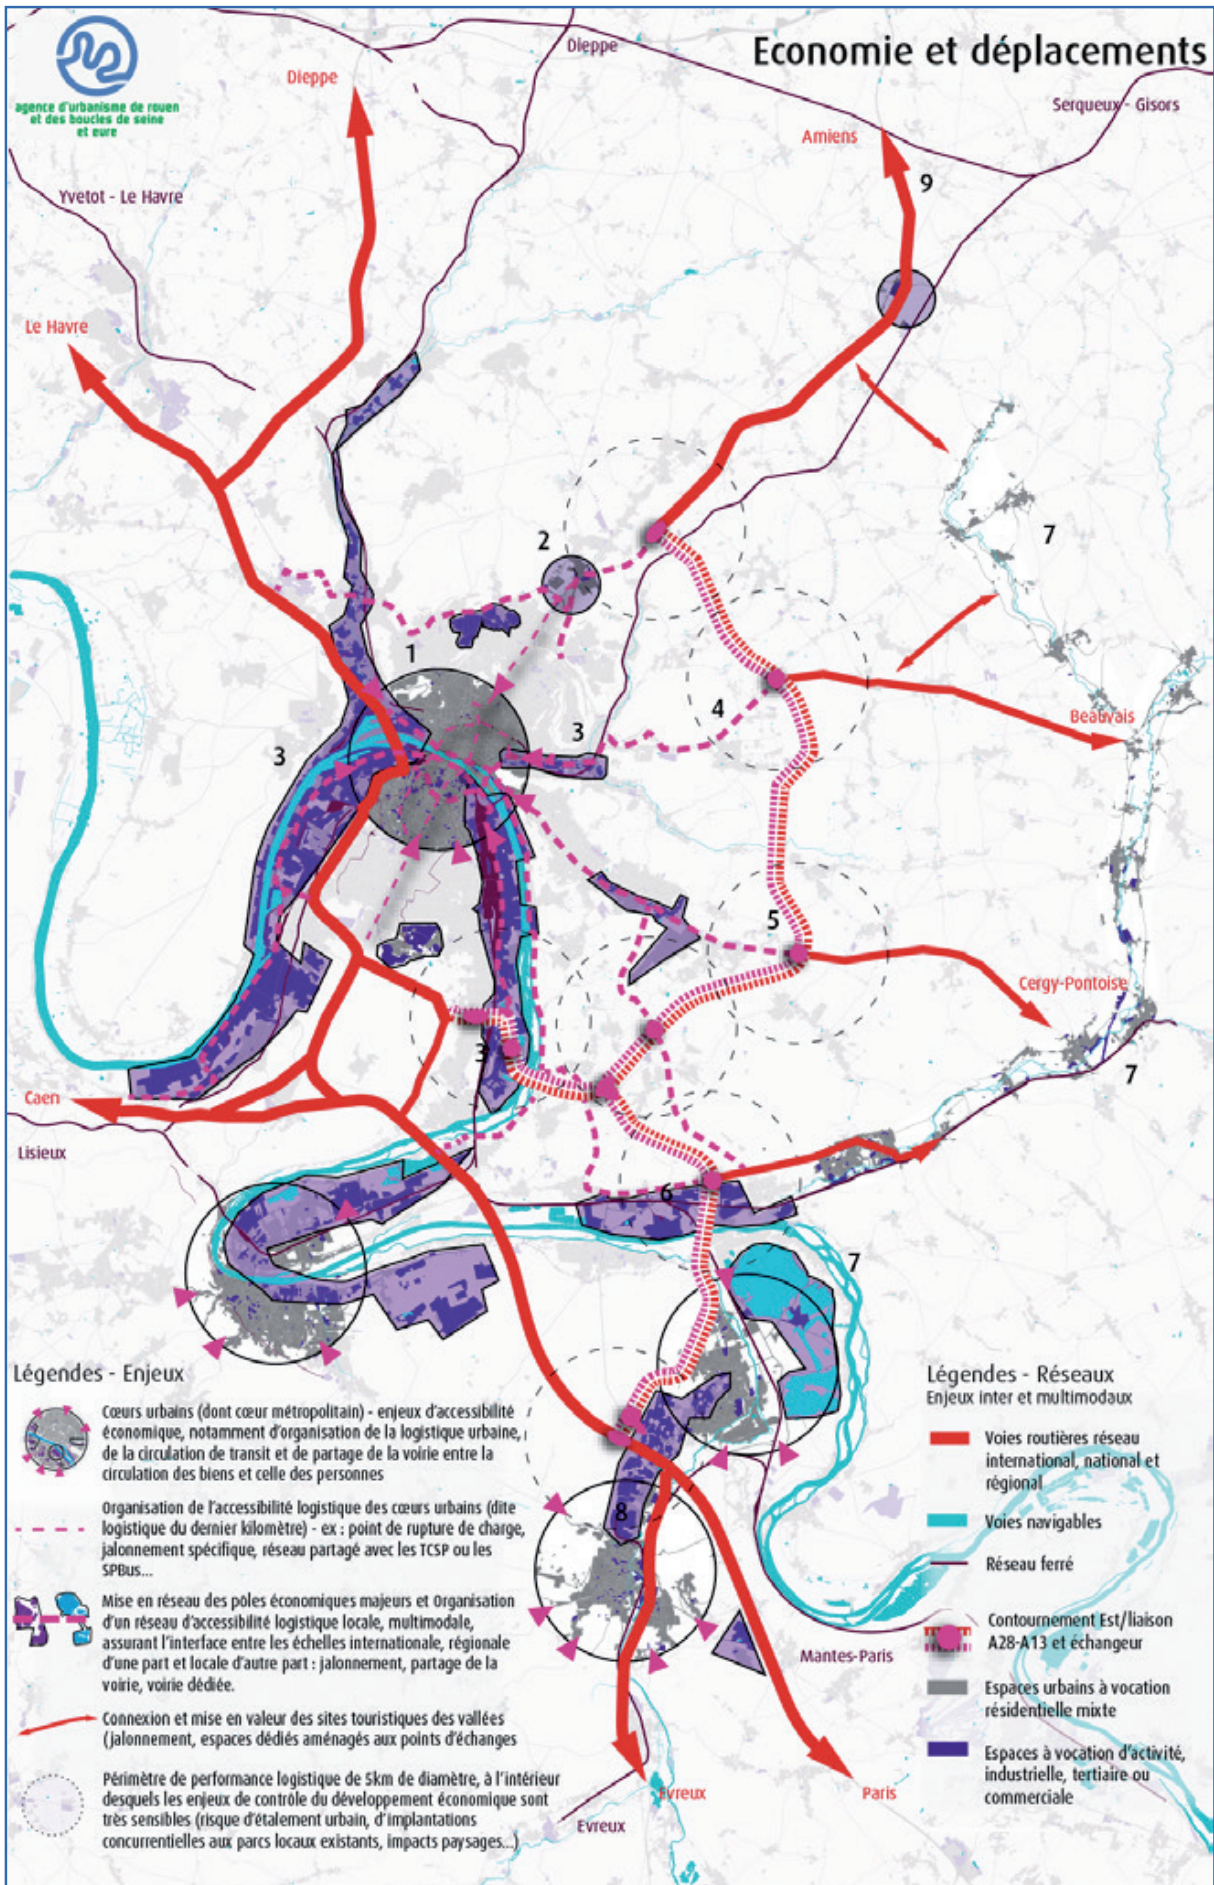 Economie et déplacements
agence d'urbanisme de rouen
et des boucles de seine
et eure
Dieppe
Dieppe
Serqueux - Gisors
Amiens
9
Yvetot - Le Havre
Le Havre
7
2
1
4
3
3
Beauvais
5
Cergy-Pontoise
3
7
Caen
Lisieux
6
7
8
Mantes-Paris
Evreux
Paris
Evreux
Légendes - Enjeux
Cœurs urbains (dont cœur métropolitain) - enjeux d'accessibilité
économique, notamment d'organisation de la logistique urbaine,
de la circulation de transit et de partage de la voirie entre la
circulation des biens et celle des personnes
Organisation de l'accessibilité logistique des cœurs urbains (dite
logistique du dernier kilomètre) - ex : point de rupture de charge,
jalonnement spécifique, réseau partagé avec les TCSP ou les
SPBus...
Mise en réseau des pôles économiques majeurs et Organisation
d'un réseau d'accessibilité logistique locale, multimodale,
assurant l'interface entre les échelles internationale, régionale
d'une part et locale d'autre part : jalonnement, partage de la
voirie, voirie dédiée.
Connexion et mise en valeur des sites touristiques des vallées
(jalonnement, espaces dédiés aménagés aux points d'échanges
Périmètre de performance logistique de 5km de diamètre, à l'intérieur
desquels les enjeux de contrôle du développement économique sont
très sensibles (risque d'étalement urbain, d'implantations
concurrentielles aux parcs locaux existants, impacts paysages...)
Légendes - Réseaux
Enjeux inter et multimodaux
Voies routières réseau
international, national et
régional
Voies navigables
Réseau ferré
Contournement Est/liaison
A28-A13 et échangeur
Espaces urbains à vocation
résidentielle mixte
Espaces à vocation d'activité,
industrielle, tertiaire ou
commerciale